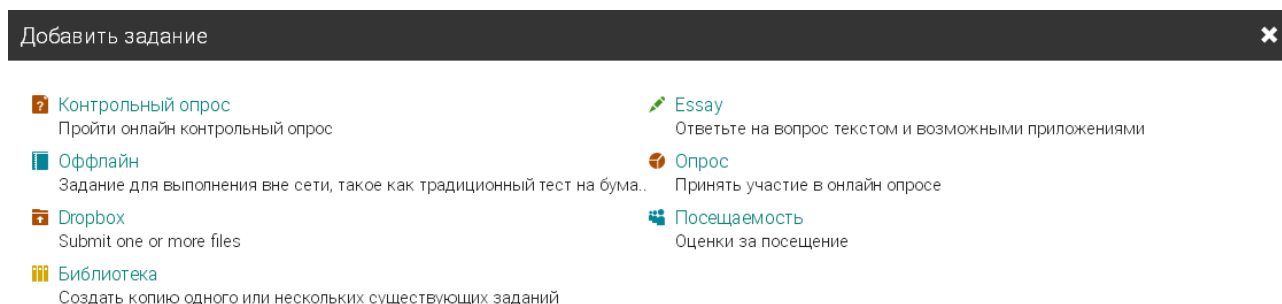 Добавить задание
Контрольный опрос
Пройти онлайн контрольный опрос
Оффлайн
Задание для выполнения вне сети, такое как традиционный тест на бума..
Dropbox
Submit one or more files
Библиотека
Создать копию одного или нескольких существующих заданий
Essay
Ответьте на вопрос текстом и возможными приложениями
Опрос
Принять участие в онлайн опросе
Посещаемость
Оценки за посещение